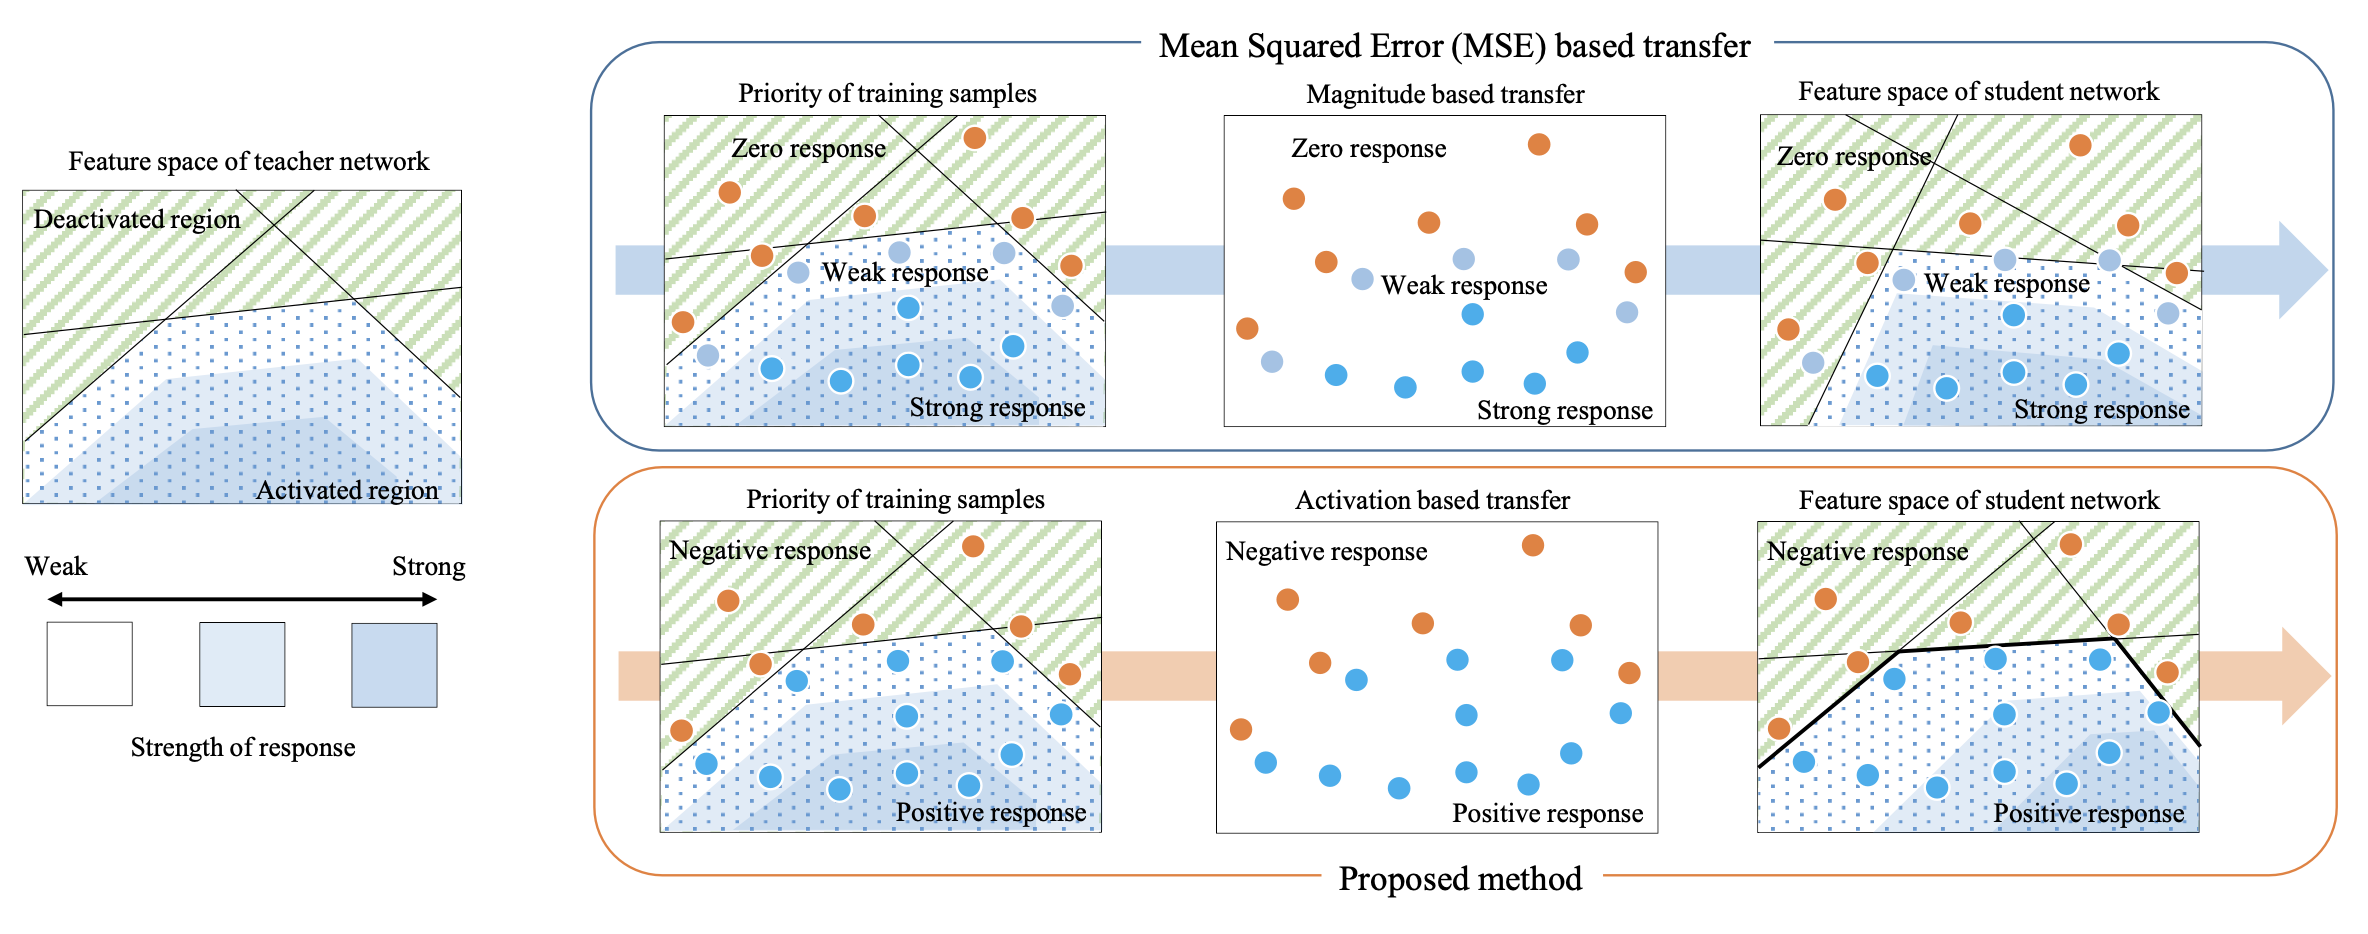 Feature space of teacher network
Deactivated region
Activated region
Weak
Strong
Strength of response
Mean Squared Error (MSE) based transfer
Priority of training samples
Zero response
Weak response
Strong response
Magnitude based transfer
Zero response
Weak response
Strong response
Feature space of student network
Zero response
Weak response
Strong response
Priority of training samples
Negative response
Positive response
Activation based transfer
Negative response
Positive response
Feature space of student network
Negative response
Positive response
Proposed method